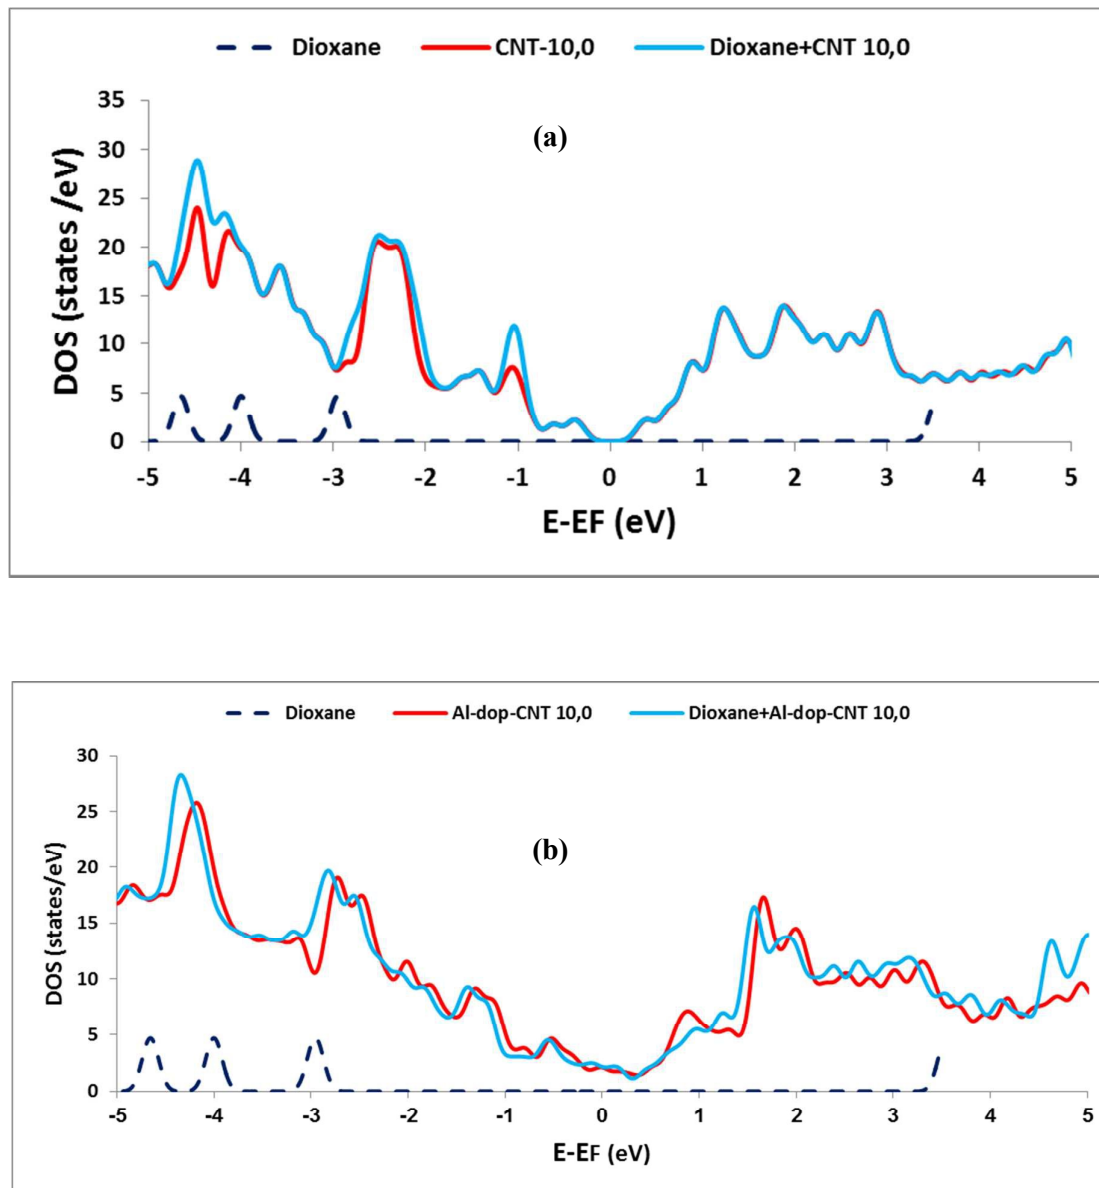 Dioxane CNT-10,0 Dioxane+CNT 10,0
(a)
DOS (states /eV)
35
30
25
20
15
10
5
0
-5 -4 -3 -2 -1 0 1 2 3 4 5
E-EF (eV)
Dioxane Al-dop-CNT 10,0 Dioxane+Al-dop-CNT 10,0
(b)
DOS (states/eV)
30
25
20
15
10
5
0
-5 -4 -3 -2 -1 0 1 2 3 4 5
E-EF (eV)